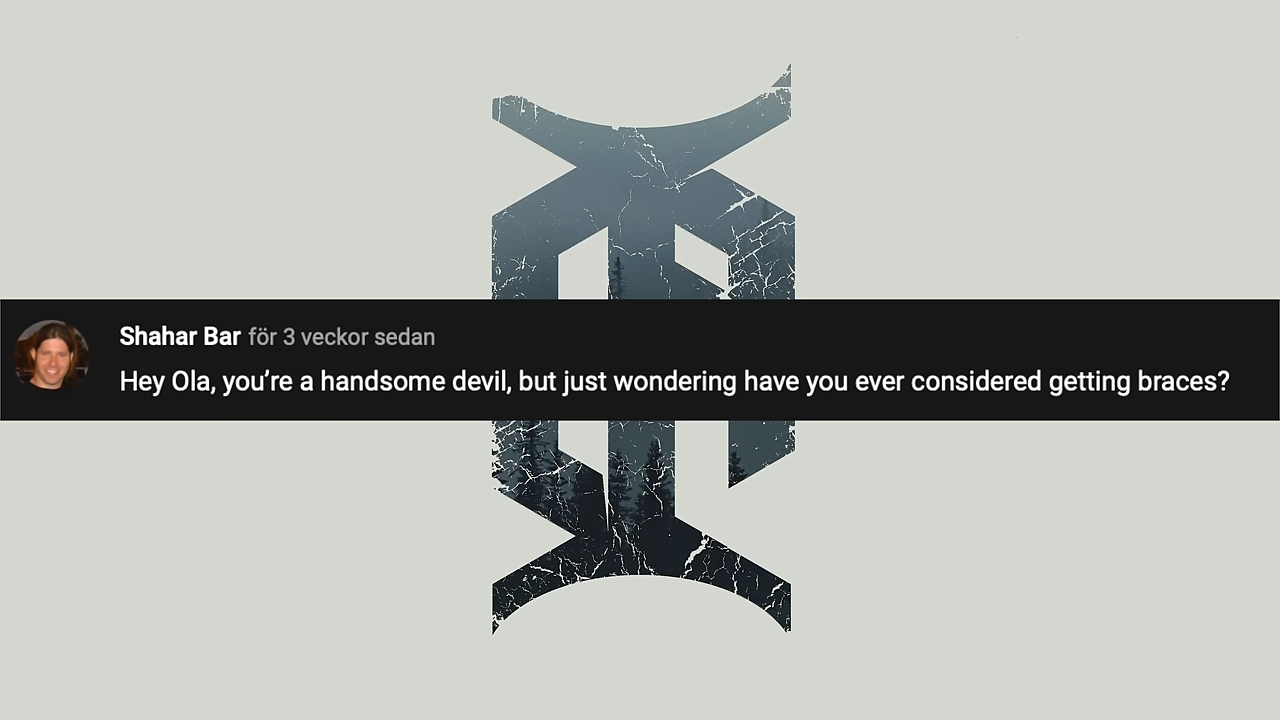 Shahar Bar för 3 veckor sedan
Hey Ola, you’re a handsome devil, but just wondering have you ever considered getting braces?